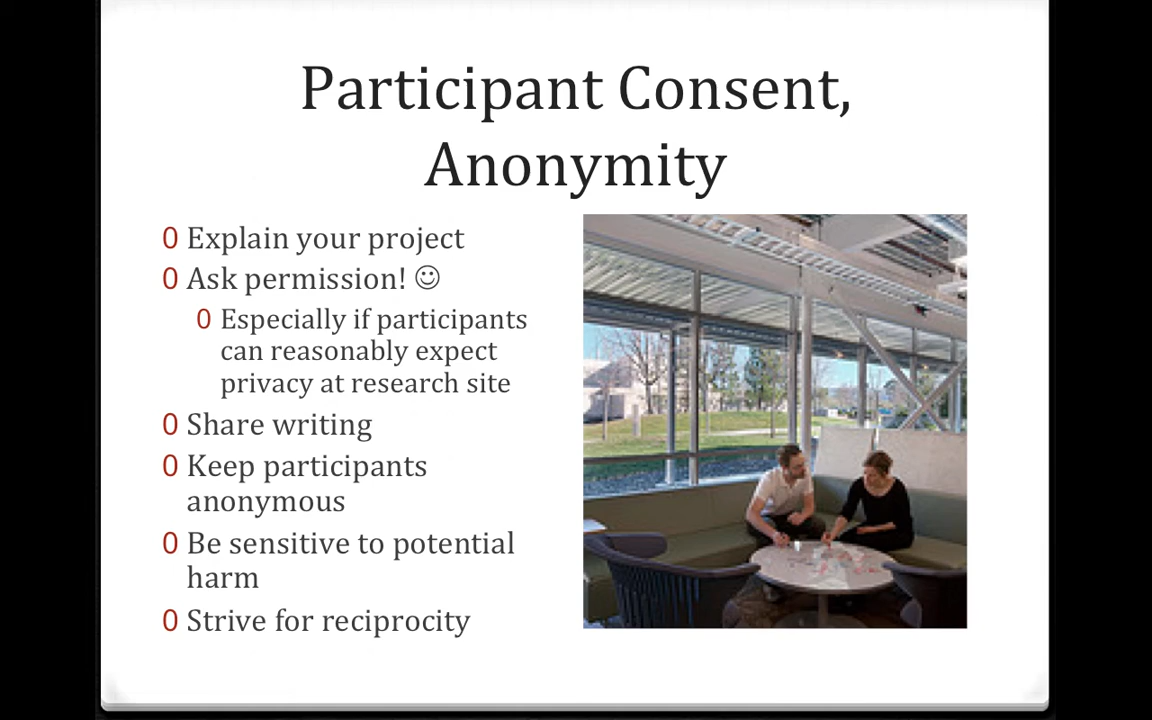 Participant Consent,
Anonymity
0 Explain your project
0 Ask permission! ☺
0 Especially if participants
can reasonably expect
privacy at research site
0 Share writing
0 Keep participants
anonymous
0 Be sensitive to potential
harm
0 Strive for reciprocity